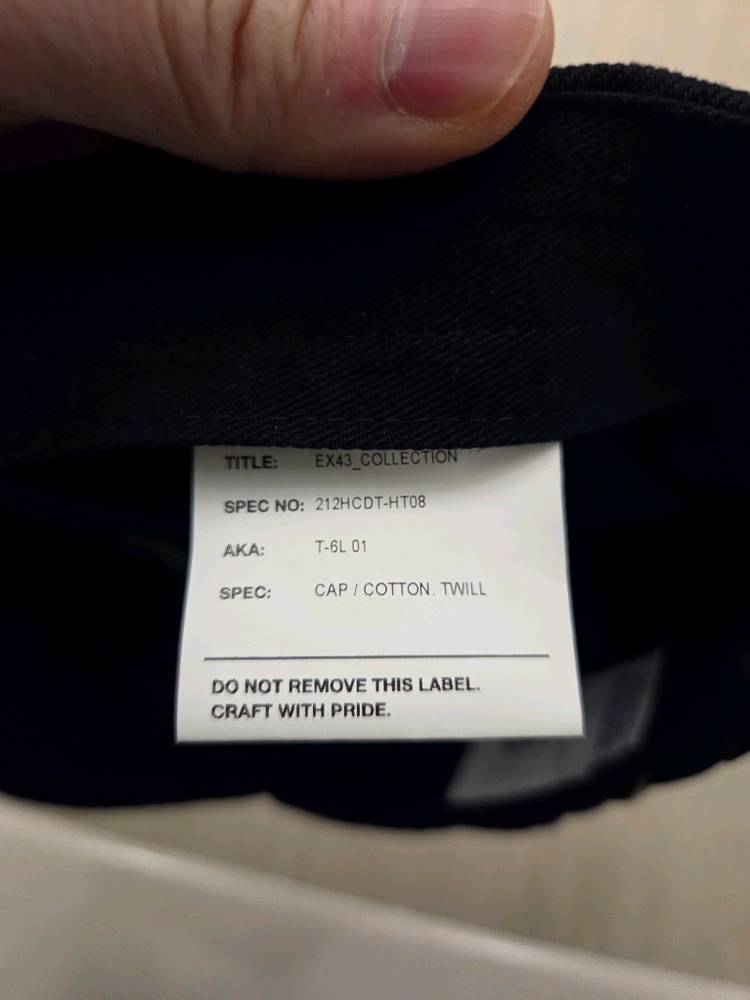 TITLE: EX43_COLLECTION
SPEC NO: 212HCDT-HT08
AKA: T-6L 01
SPEC: CAP / COTTON. TWILL
DO NOT REMOVE THIS LABEL.
CRAFT WITH PRIDE.